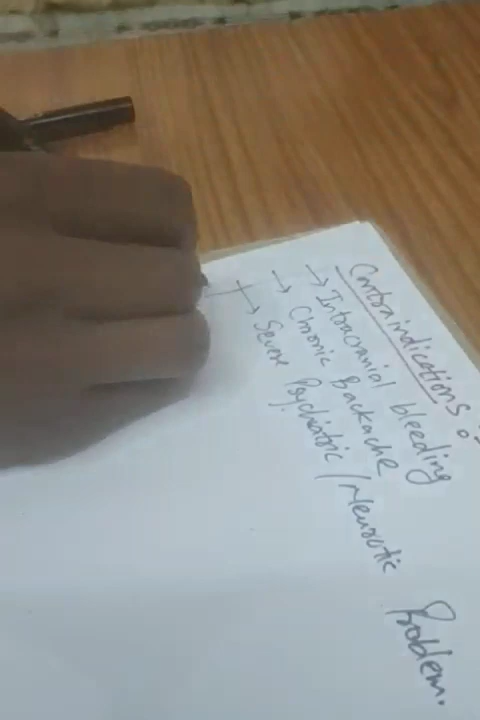 Contraindications:
→ Intracranial bleeding
→ Chronic Backache
→ Severe Psychiatric / Neurotic Problem.